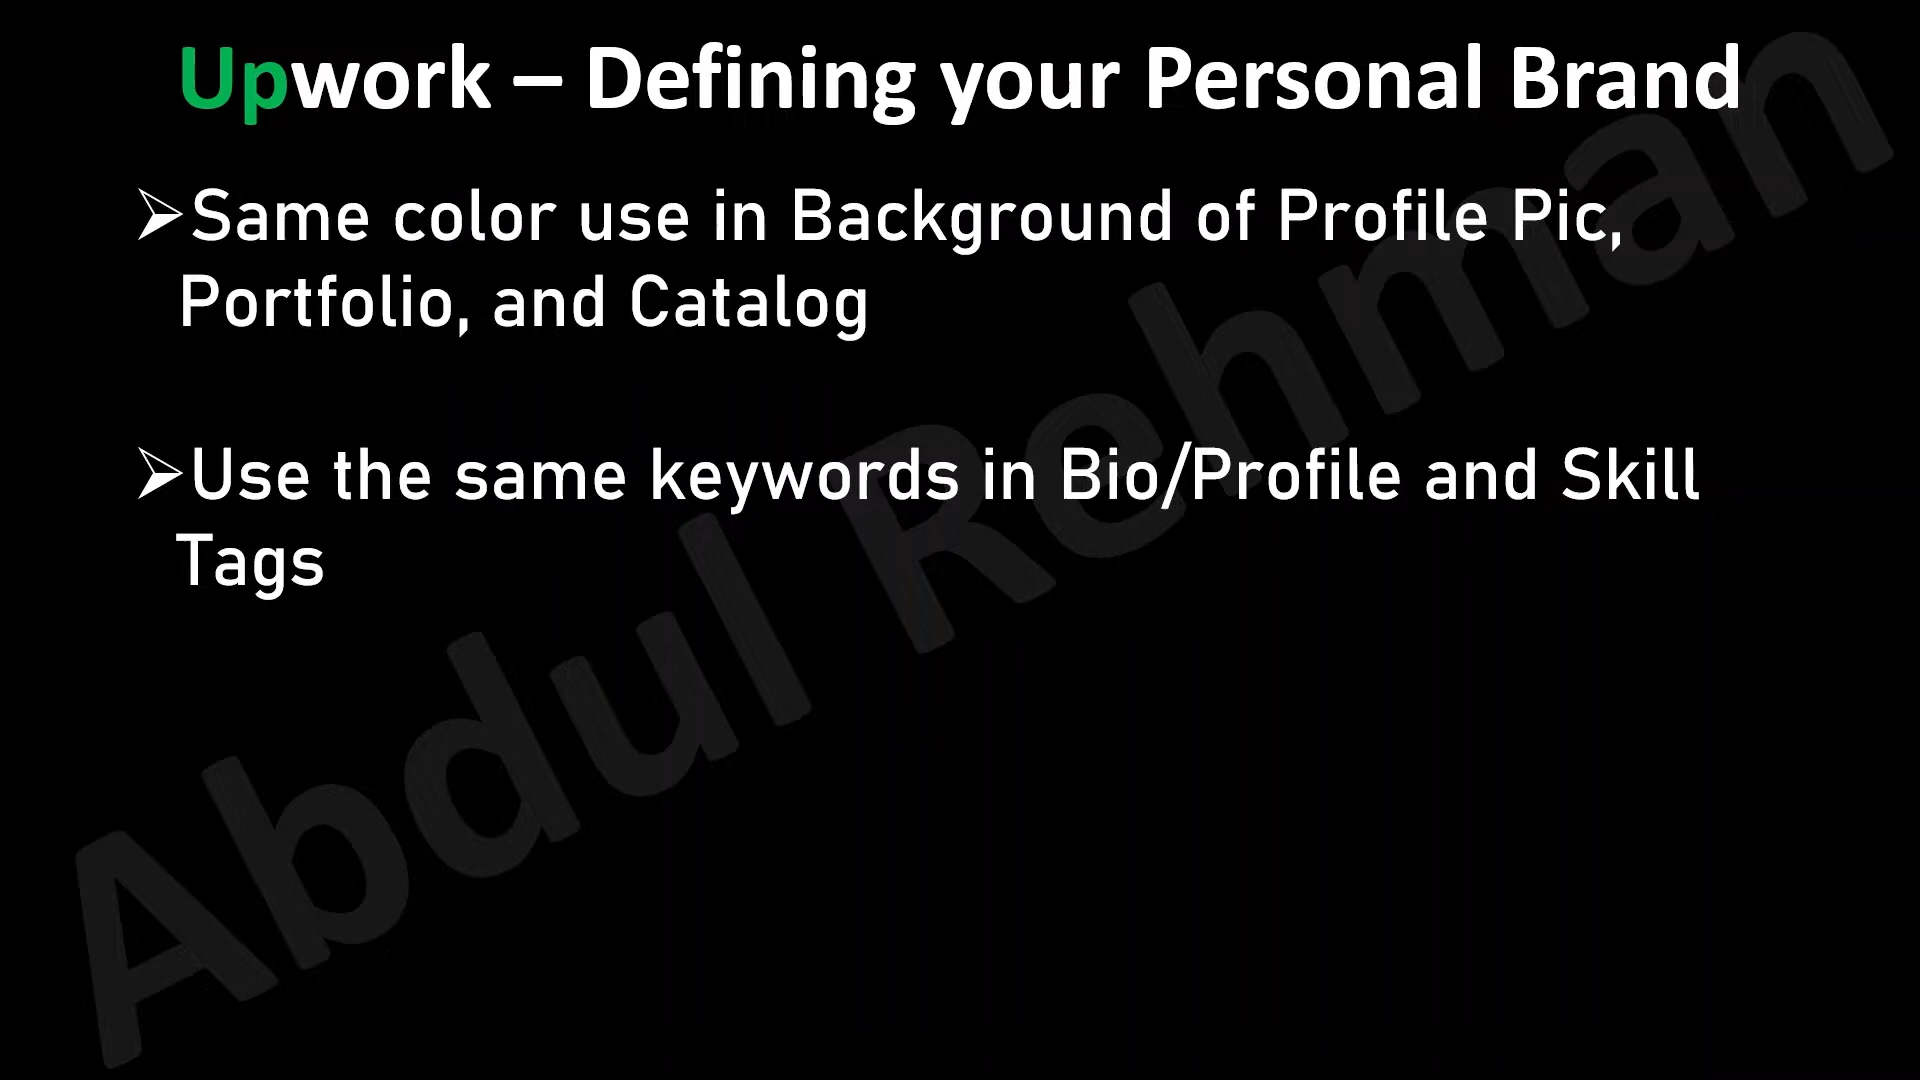 Upwork – Defining your Personal Brand
➢Same color use in Background of Profile Pic,
Portfolio, and Catalog
➢Use the same keywords in Bio/Profile and Skill
Tags
Abdul Rehman